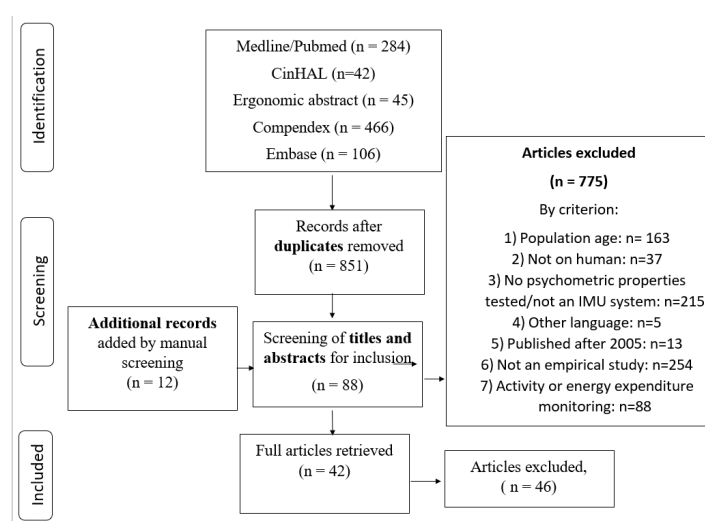 Identification
Medline/Pubmed (n = 284)
CinHAL (n=42)
Ergonomic abstract (n = 45)
Compendex (n = 466)
Embase (n = 106)
Screening
Records after
duplicates removed
(n = 851)
Additional records
added by manual
screening
(n = 12)
Screening of titles and
abstracts for inclusion
(n = 88)
Articles excluded
(n = 775)
By criterion:
1) Population age: n= 163
2) Not on human: n=37
3) No psychometric properties
tested/not an IMU system: n=215
4) Other language: n=5
5) Published after 2005: n=13
6) Not an empirical study: n=254
7) Activity or energy expenditure
monitoring: n=88
Included
Full articles retrieved
(n = 42)
Articles excluded,
( n = 46)